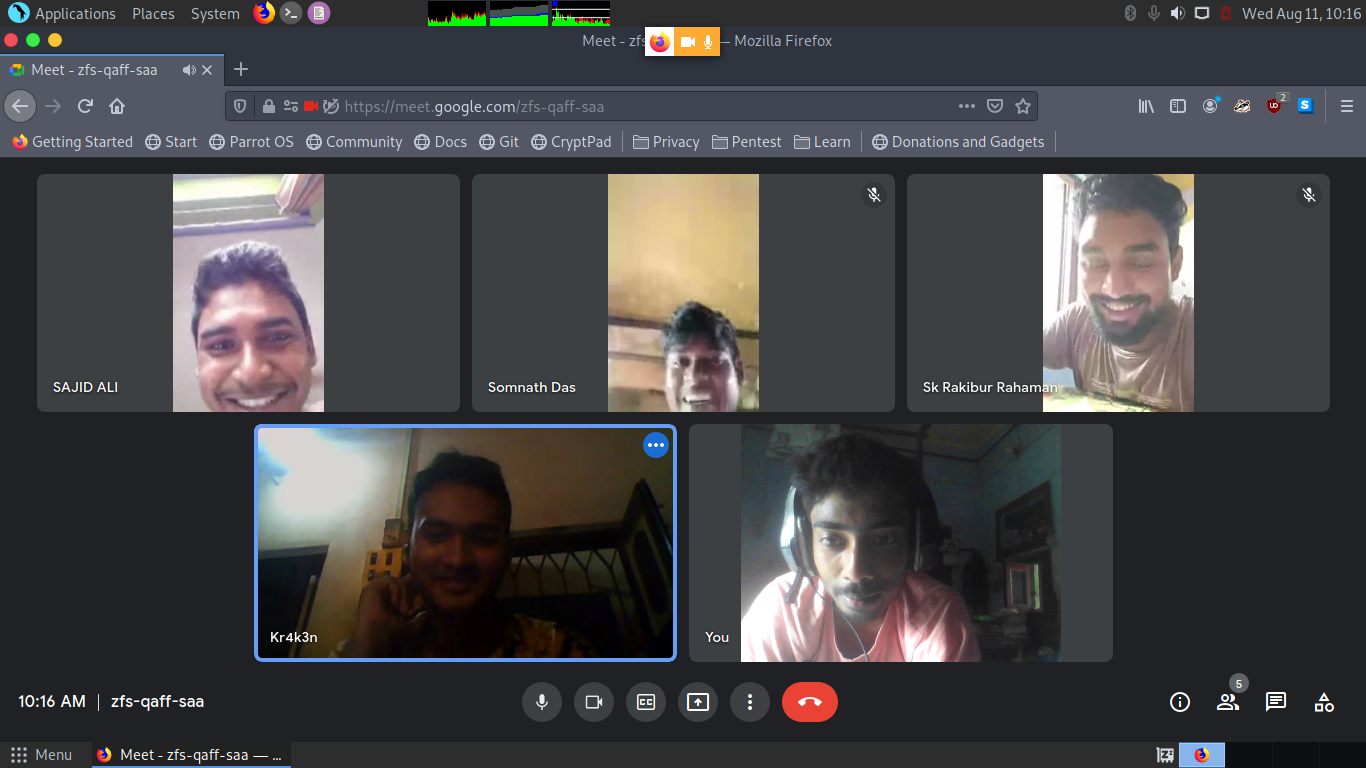 Applications Places System Wed Aug 11, 10:16
Meet - zfs — Mozilla Firefox
Meet - zfs-qaff-saa
https://meet.google.com/zfs-qaff-saa 2
Getting Started Start Parrot OS Community Docs Git CryptPad Privacy Pentest Learn Donations and Gadgets
SAJID ALI Somnath Das Sk Rakibur Rahaman
Kr4k3n You
10:16 AM | zfs-qaff-saa CC 5
Menu Meet - zfs-qaff-saa — ...